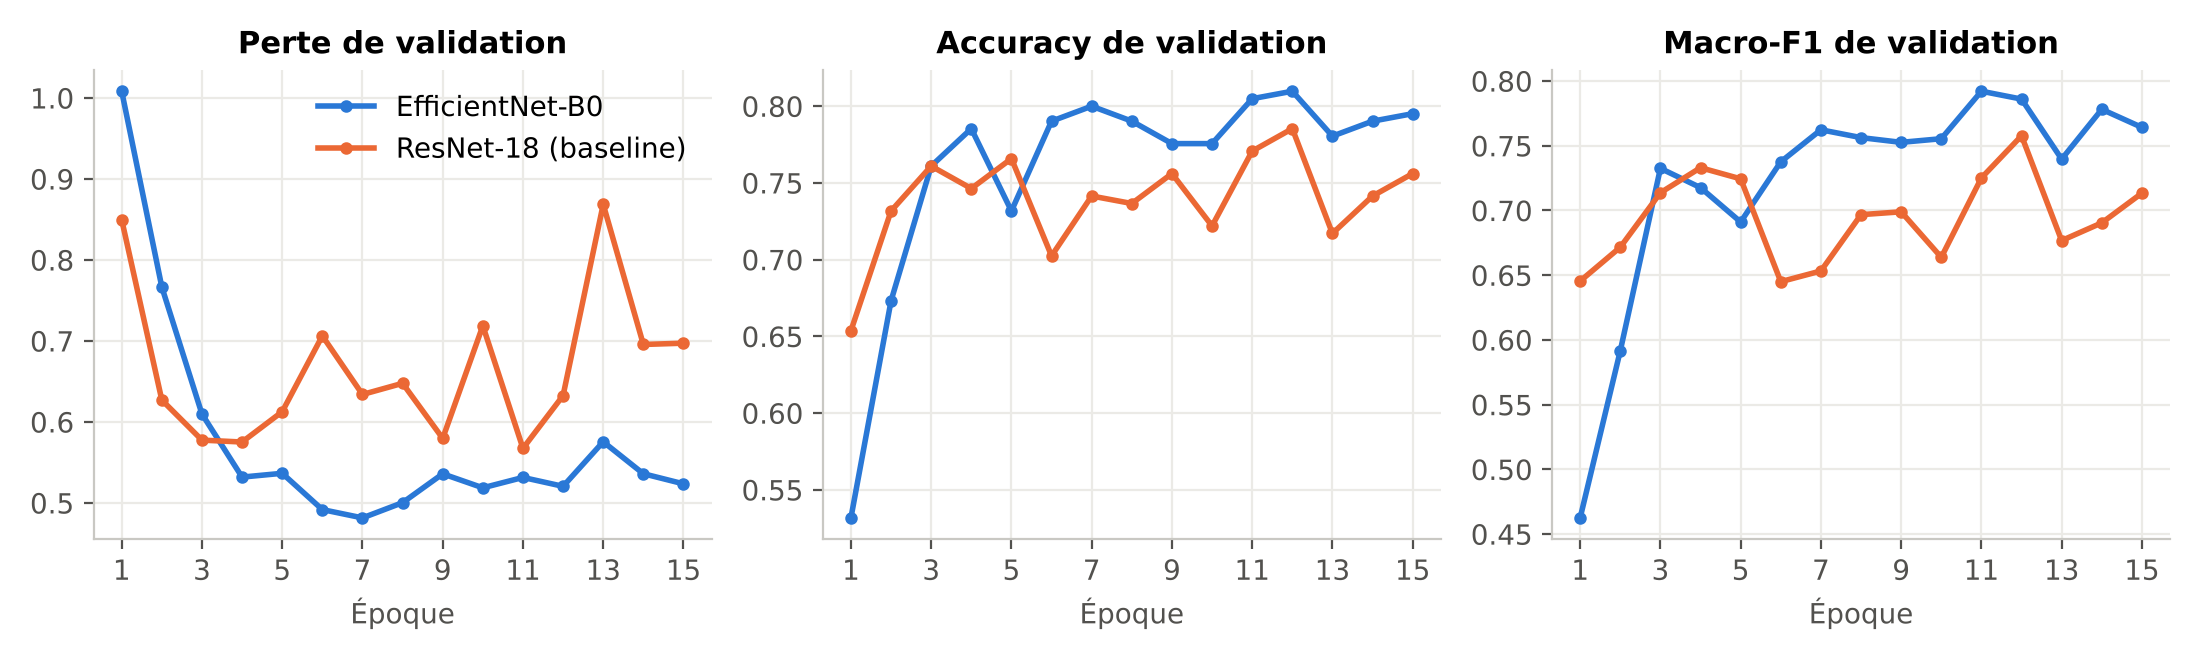 Perte de validation
1.0
0.9
0.8
0.7
0.6
0.5
EfficientNet-B0
ResNet-18 (baseline)
1 3 5 7 9 11 13 15
Époque
Accuracy de validation
0.80
0.75
0.70
0.65
0.60
0.55
1 3 5 7 9 11 13 15
Époque
Macro-F1 de validation
0.80
0.75
0.70
0.65
0.60
0.55
0.50
0.45
1 3 5 7 9 11 13 15
Époque